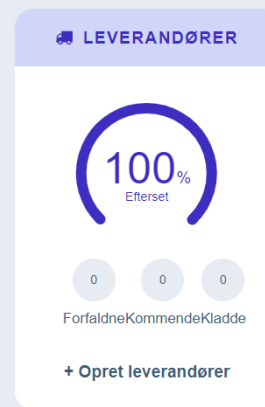 LEVERANDØRER
100%
Efterset
0 0 0
ForfaldneKommendeKladde
+ Opret leverandører